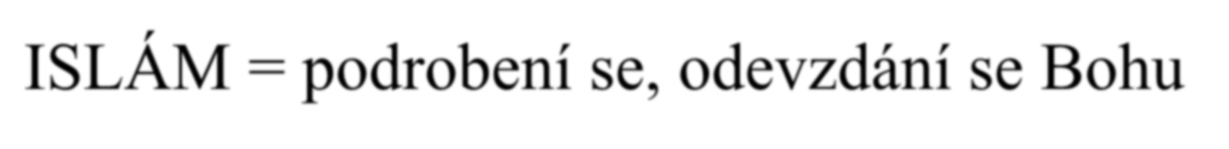 ISLÁM = podrobení se, odevzdání se Bohu